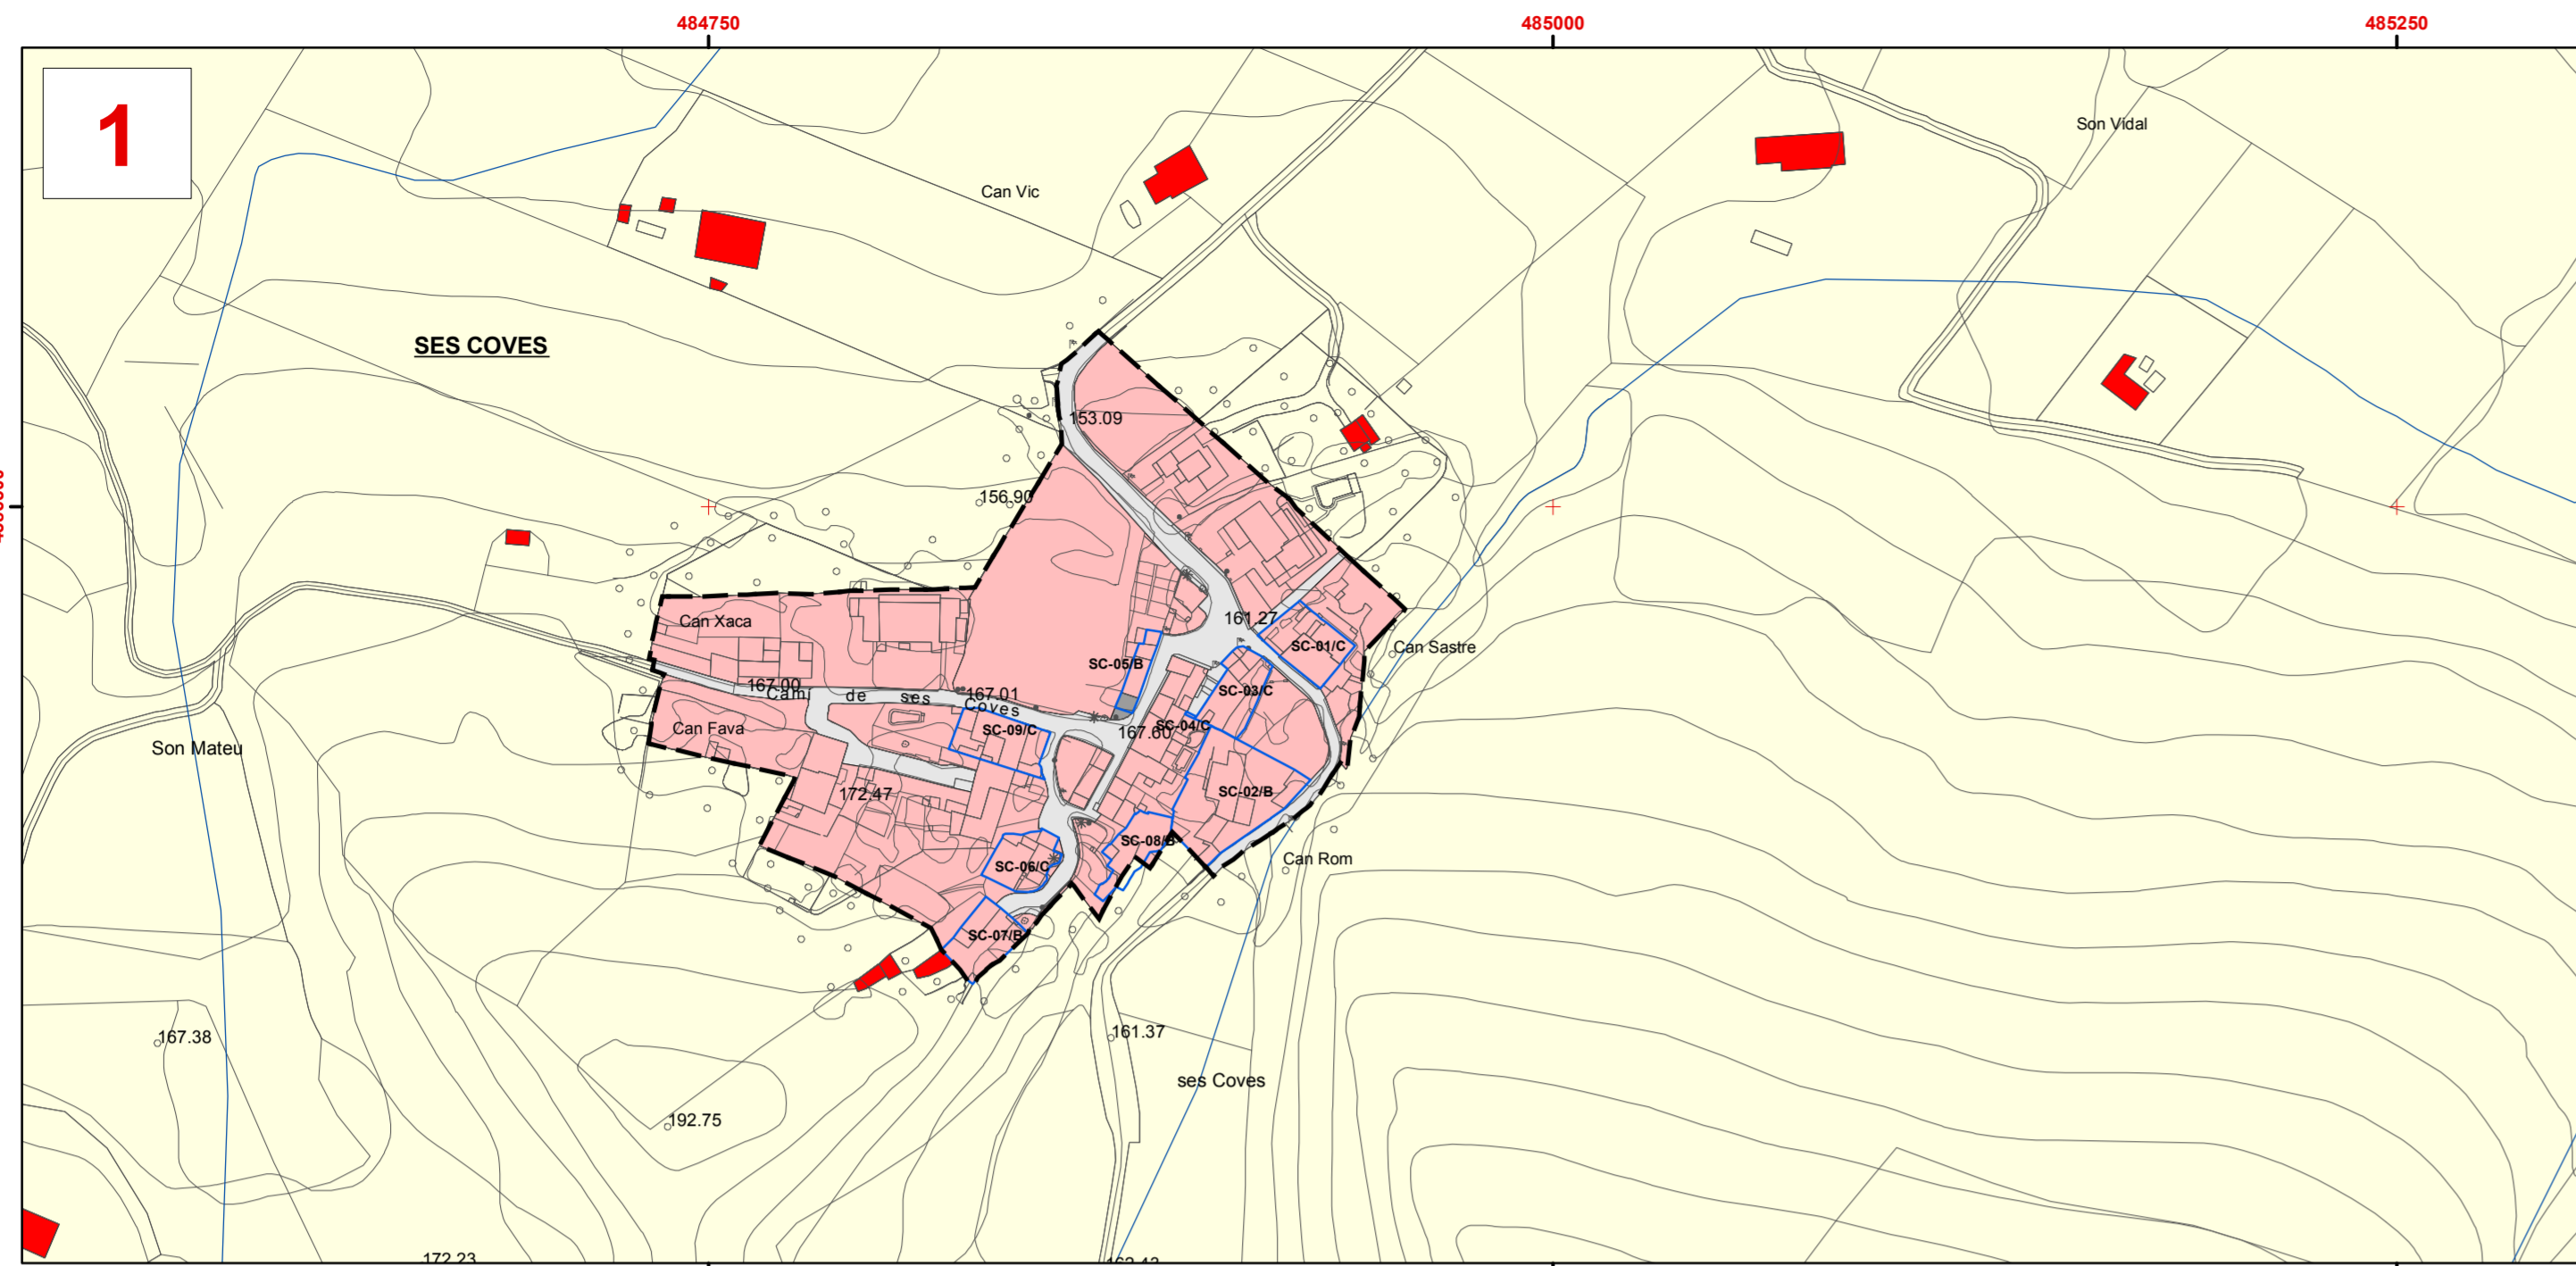 484750
485000
485250
1
Son Vidal
Can Vic
SES COVES
153.09
156.90
161.27
Can Xaca
SC-01/C
Can Sastre
SC-05/B
167.00
Camí de ses Coves
167.01
SC-03/C
SC-04/C
167.60
Can Fava
SC-09/C
Son Mateu
172.47
SC-02/B
SC-08/B
Can Rom
SC-06/C
SC-07/B
167.38
161.37
ses Coves
192.75
172.23